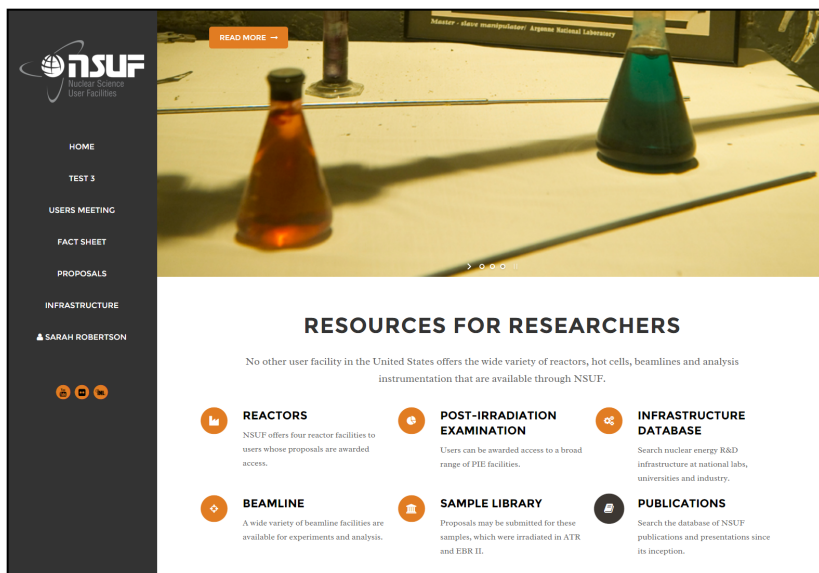 nsuf
Nuclear Science
User Facilities
HOME
TEST 3
USERS MEETING
FACT SHEET
PROPOSALS
INFRASTRUCTURE
SARAH ROBERTSON
READ MORE →
Master - slave manipulator/ Argonne National Laboratory
RESOURCES FOR RESEARCHERS
No other user facility in the United States offers the wide variety of reactors, hot cells, beamlines and analysis
instrumentation that are available through NSUF.
REACTORS
NSUF offers four reactor facilities to
users whose proposals are awarded
access.
POST-IRRADIATION
EXAMINATION
Users can be awarded access to a broad
range of PIE facilities.
INFRASTRUCTURE
DATABASE
Search nuclear energy R&D
infrastructure at national labs,
universities and industry.
BEAMLINE
A wide variety of beamline facilities are
available for experiments and analysis.
SAMPLE LIBRARY
Proposals may be submitted for these
samples, which were irradiated in ATR
and EBR II.
PUBLICATIONS
Search the database of NSUF
publications and presentations since
its inception.